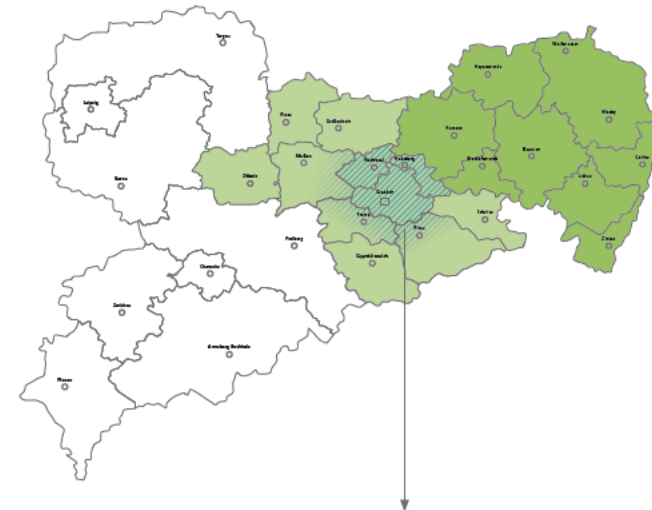 Torgau
Weißwasser
Hoyerswerda
Leipzig
Riesa
Großenhain
Niesky
Kamenz
Bautzen
Meißen
Radebeul
Radeberg
Bischofswerda
Görlitz
Borna
Döbeln
Löbau
Dresden
Sebnitz
Freital
Pirna
Freiberg
Zittau
Dippoldiswalde
Chemnitz
Zwickau
Annaberg-Buchholz
Plauen